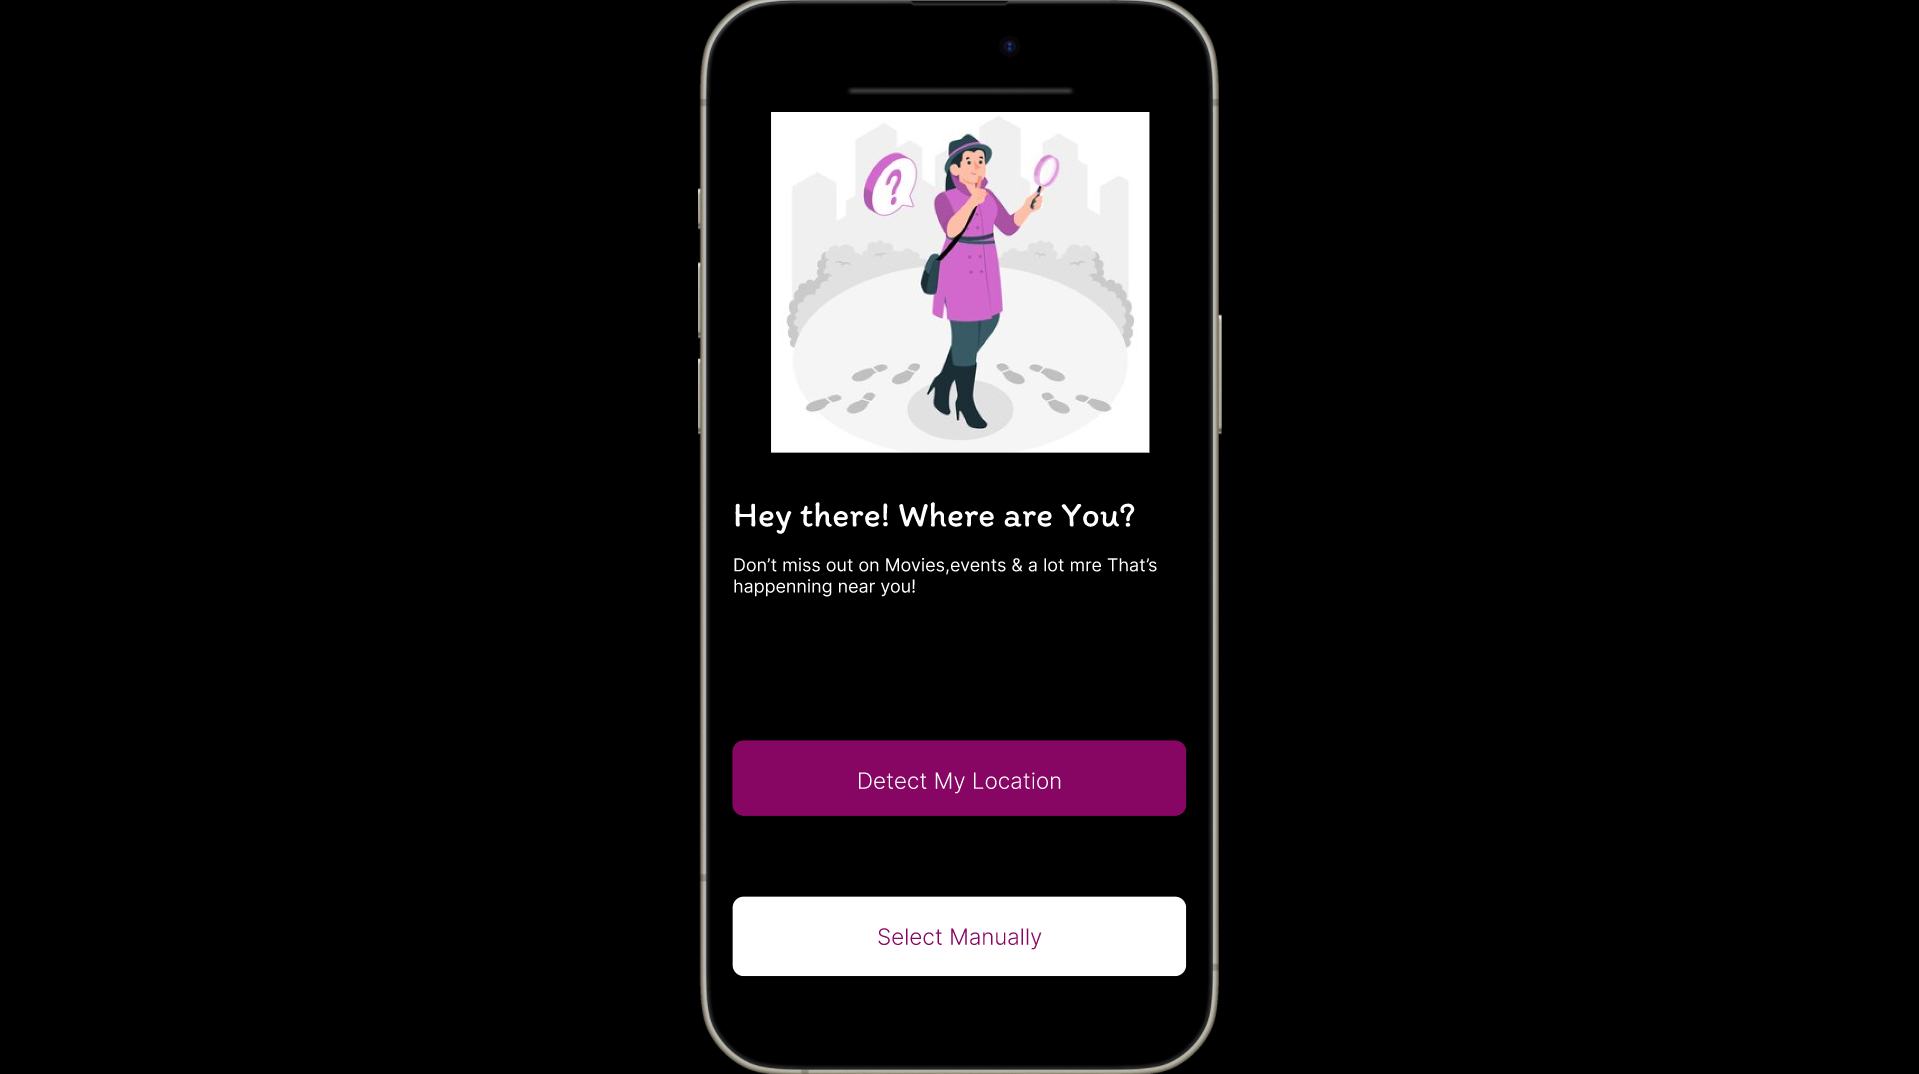 ?
Hey there! Where are You?
Don’t miss out on Movies,events & a lot mre That’s
happenning near you!
Detect My Location
Select Manually